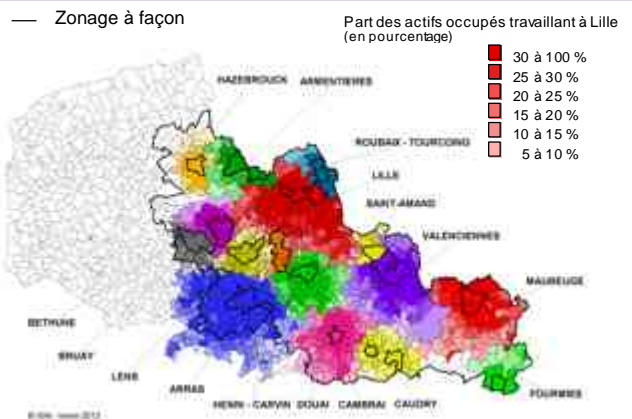 Zonage à façon
Part des actifs occupés travaillant à Lille
(en pourcentage)
30 à 100 %
25 à 30 %
20 à 25 %
15 à 20 %
10 à 15 %
5 à 10 %
HAZEBROUCK ARMENTIERES
ROUBAIX - TOURCOING
LILLE
SAINT-AMAND
VALENCIENNES
MAUBEUGE
BETHUNE
BRUAY
LENS
ARRAS
HENIN - CARVIN DOUAI CAMBRAI CAUDRY
FOURMIES